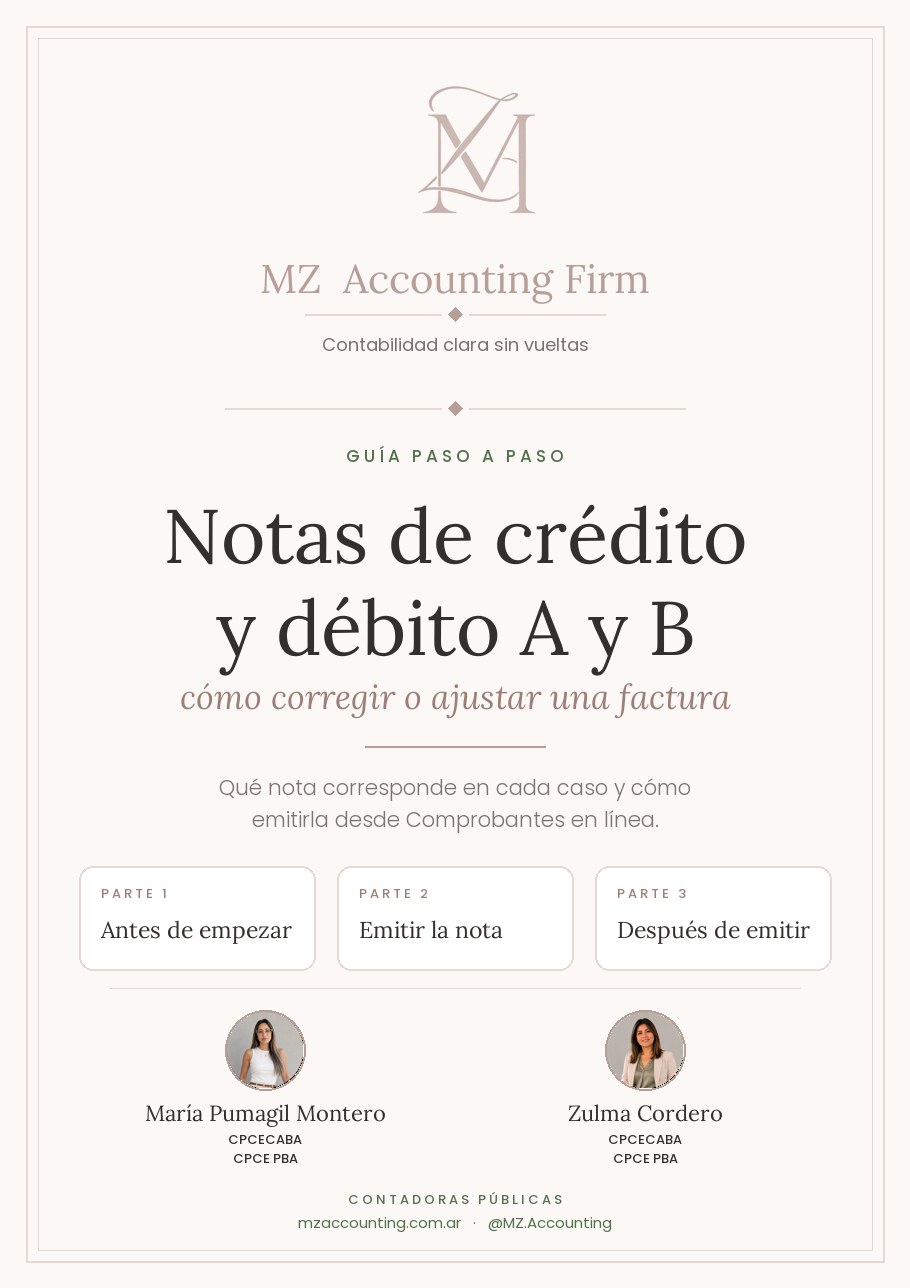 MZ Accounting Firm
Contabilidad clara sin vueltas
GUÍA PASO A PASO
Notas de crédito
y débito A y B
cómo corregir o ajustar una factura
Qué nota corresponde en cada caso y cómo
emitirla desde Comprobantes en línea.
PARTE 1
Antes de empezar
PARTE 2
Emitir la nota
PARTE 3
Después de emitir
María Pumagil Montero
CPCECABA
CPCE PBA
Zulma Cordero
CPCECABA
CPCE PBA
CONTADORAS PÚBLICAS
mzaccounting.com.ar · @MZ.Accounting